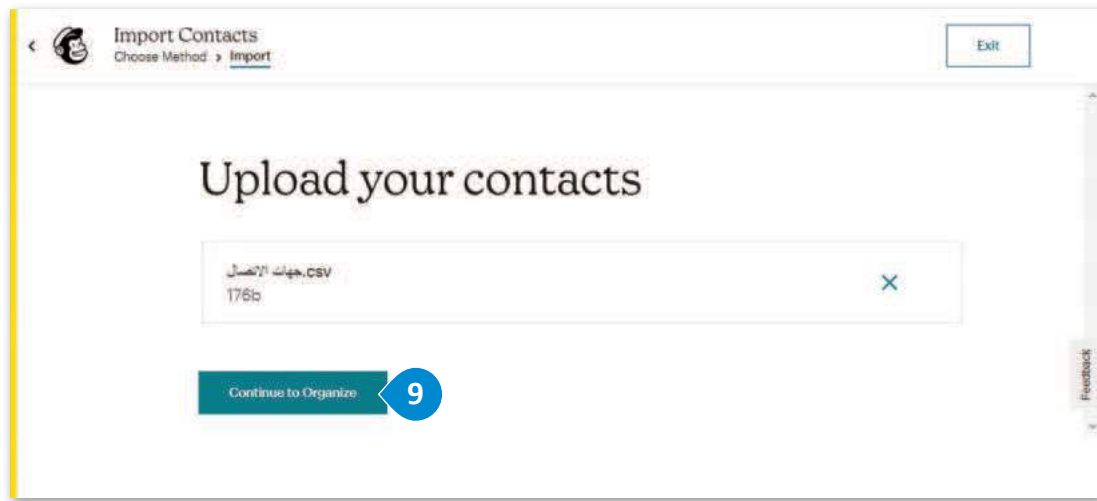 Import Contacts
Choose Method > Import
Exit
Upload your contacts
جهات الاتصال.csv
176b
Continue to Organize
9
Feedback